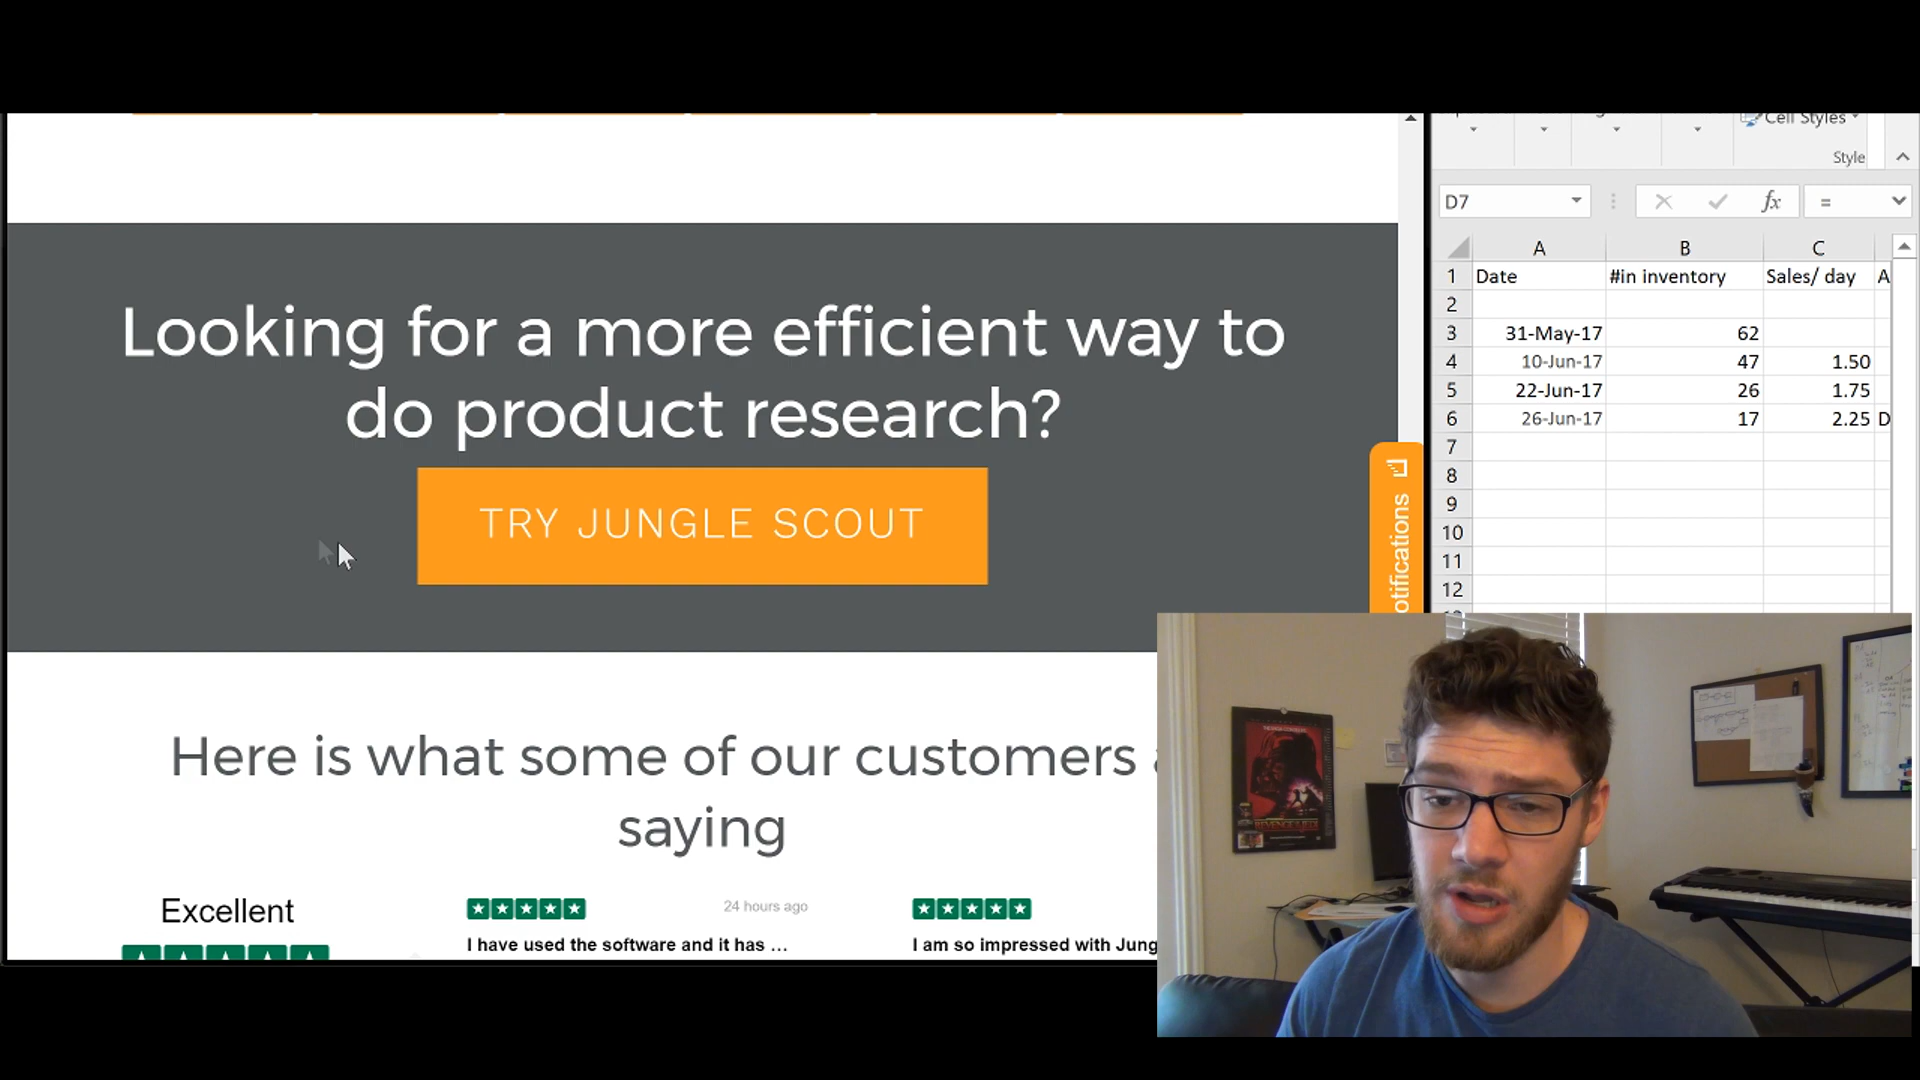 Looking for a more efficient way to
do product research?
TRY JUNGLE SCOUT
Here is what some of our customers
saying
Excellent
24 hours ago
I have used the software and it has ...
I am so impressed with Jung
otifications
Cell Styles
Style
D7
fx
=
A B C
1 Date #in inventory Sales/ day A
2
3 31-May-17 62
4 10-Jun-17 47 1.50
5 22-Jun-17 26 1.75
6 26-Jun-17 17 2.25 D
7
8
9
10
11
12